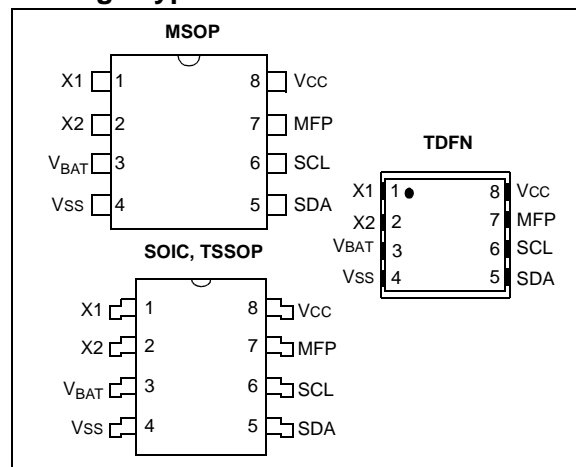 MSOP
X1 1 8 VCC
X2 2 7 MFP
VBAT 3 6 SCL
VSS 4 5 SDA
SOIC, TSSOP
X1 1 8 VCC
X2 2 7 MFP
VBAT 3 6 SCL
VSS 4 5 SDA
TDFN
X1 1 8 VCC
X2 2 7 MFP
VBAT 3 6 SCL
VSS 4 5 SDA